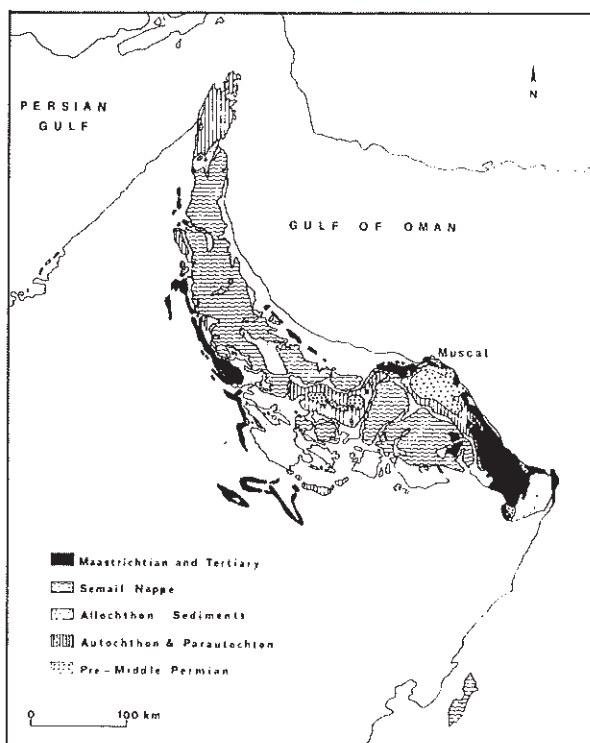 PERSIAN
GULF
N
GULF OF OMAN
Muscat
Maastrichtian and Tertiary
Semail Nappe
Allochthon Sediments
Autochthon & Parautochton
Pre-Middle Permian
0 100 km